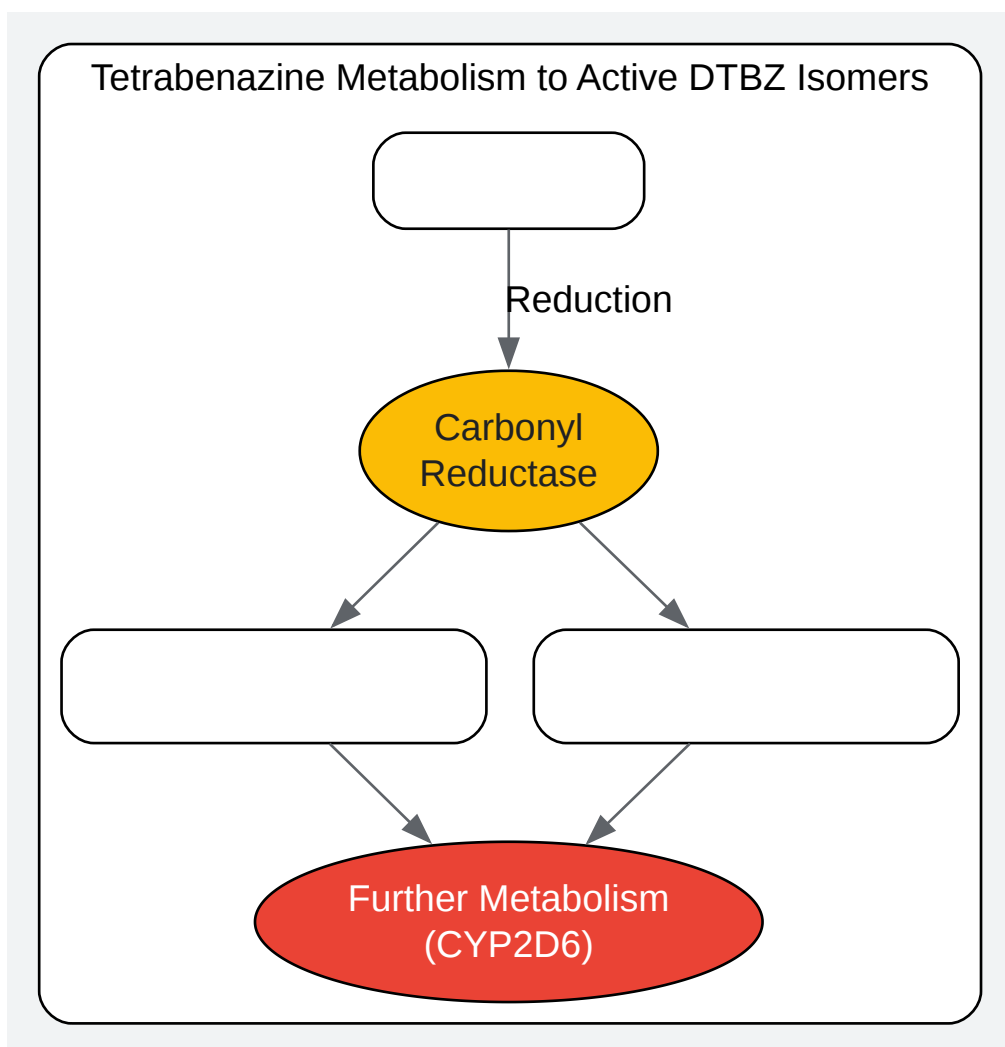 Tetrabenazine Metabolism to Active DTBZ Isomers
Reduction
Carbonyl
Reductase
Further Metabolism
(CYP2D6)